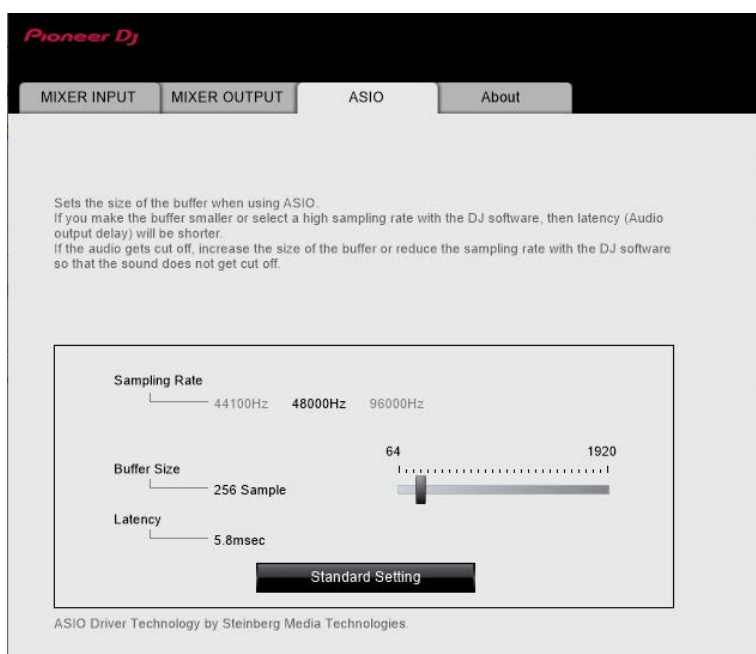 Pioneer Dj
MIXER INPUT MIXER OUTPUT ASIO About
Sets the size of the buffer when using ASIO.
If you make the buffer smaller or select a high sampling rate with the DJ software, then latency (Audio
output delay) will be shorter.
If the audio gets cut off, increase the size of the buffer or reduce the sampling rate with the DJ software
so that the sound does not get cut off.
Sampling Rate
44100Hz 48000Hz 96000Hz
64 1920
Buffer Size
256 Sample
Latency
5.8msec
Standard Setting
ASIO Driver Technology by Steinberg Media Technologies.